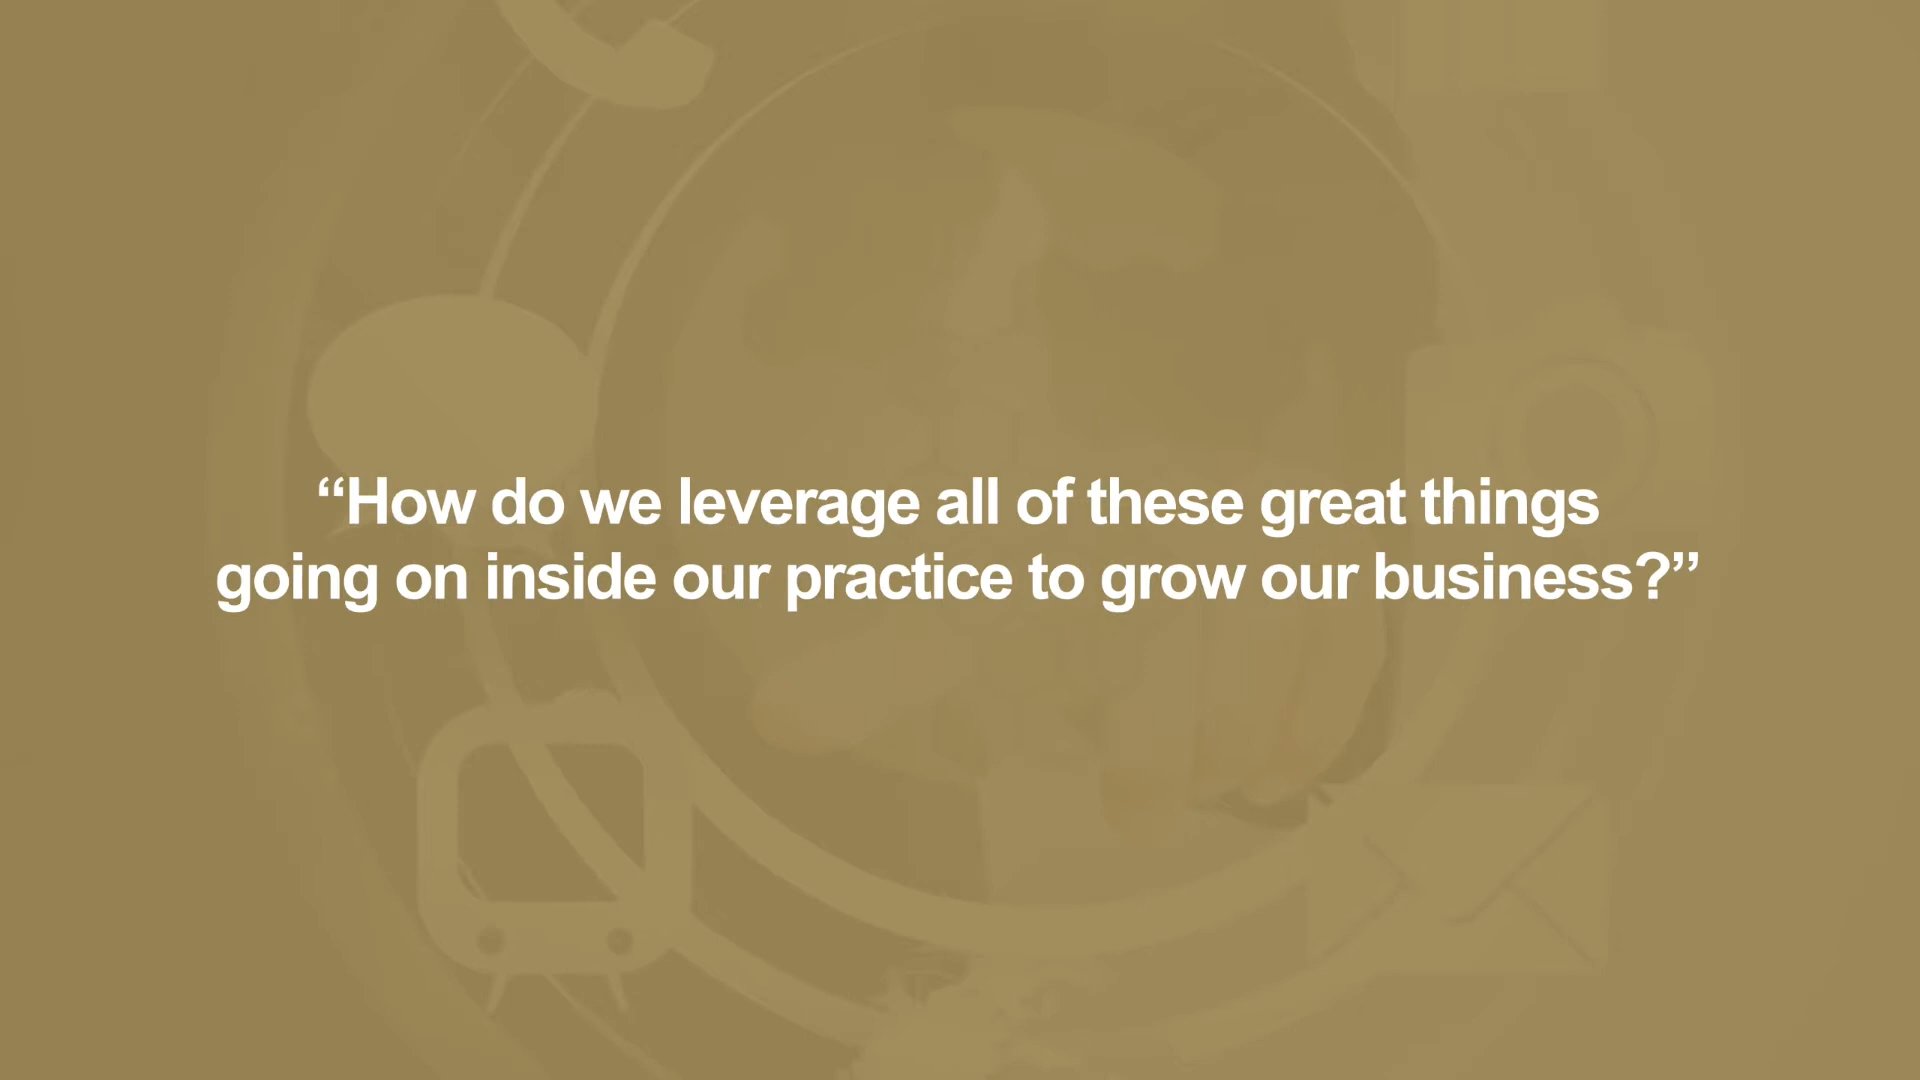 “How do we leverage all of these great things
going on inside our practice to grow our business?”